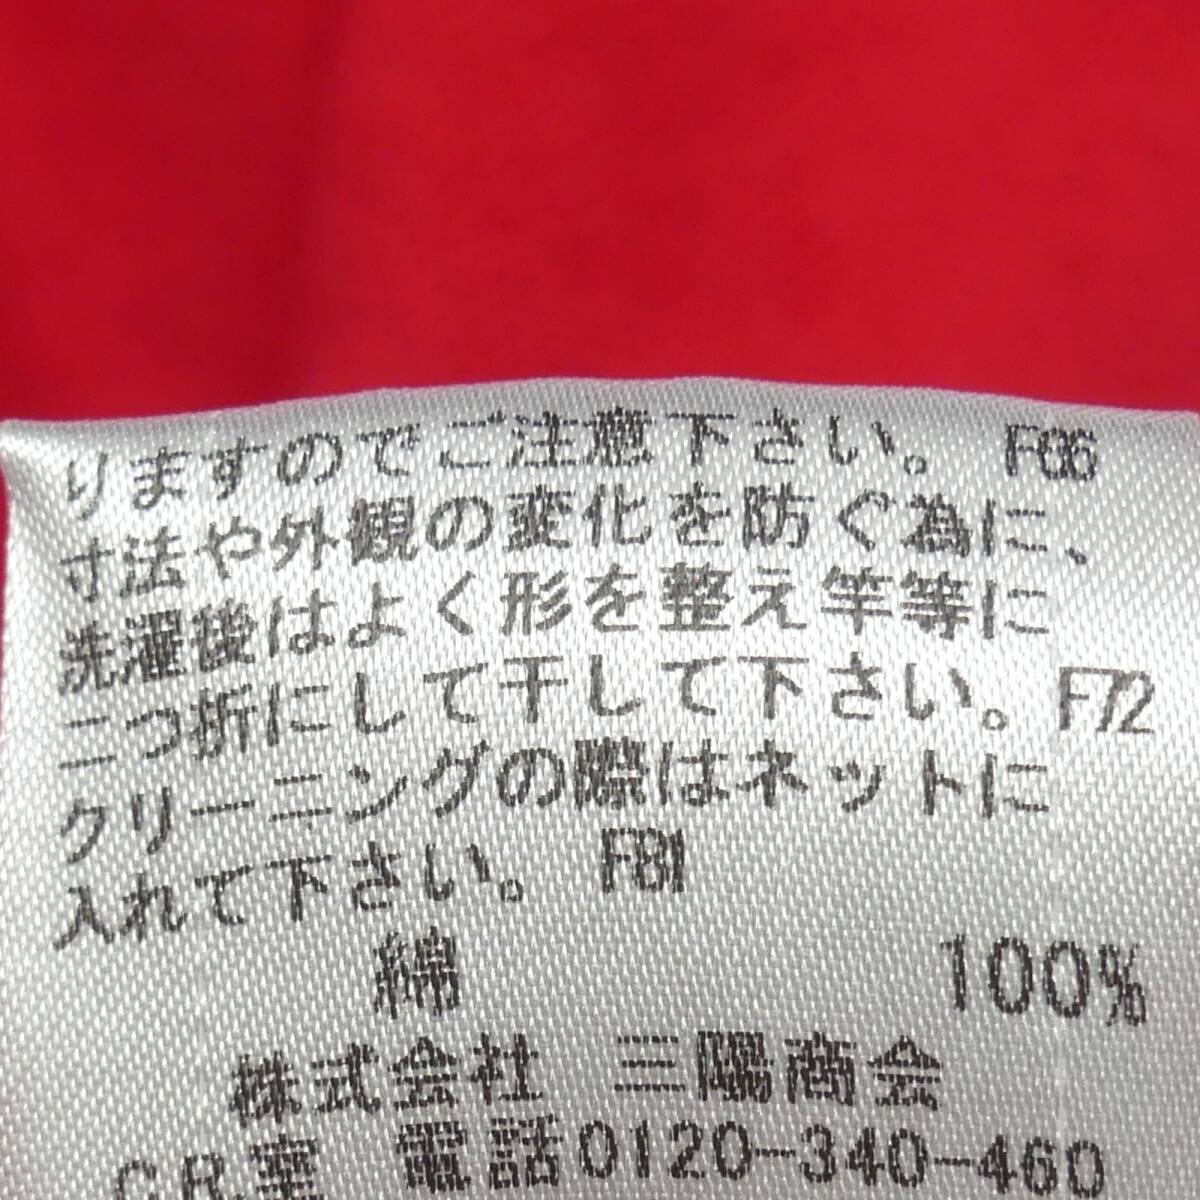 りますのでご注意下さい。 F66
寸法や外観の変化を防ぐ為に、
洗濯後はよく形を整え竿等に
二つ折にして干して下さい。 F72
クリーニングの際はネットに
入れて下さい。 F81
綿 100%
株式会社 三陽商会
C.R.室 電話0120-340-460